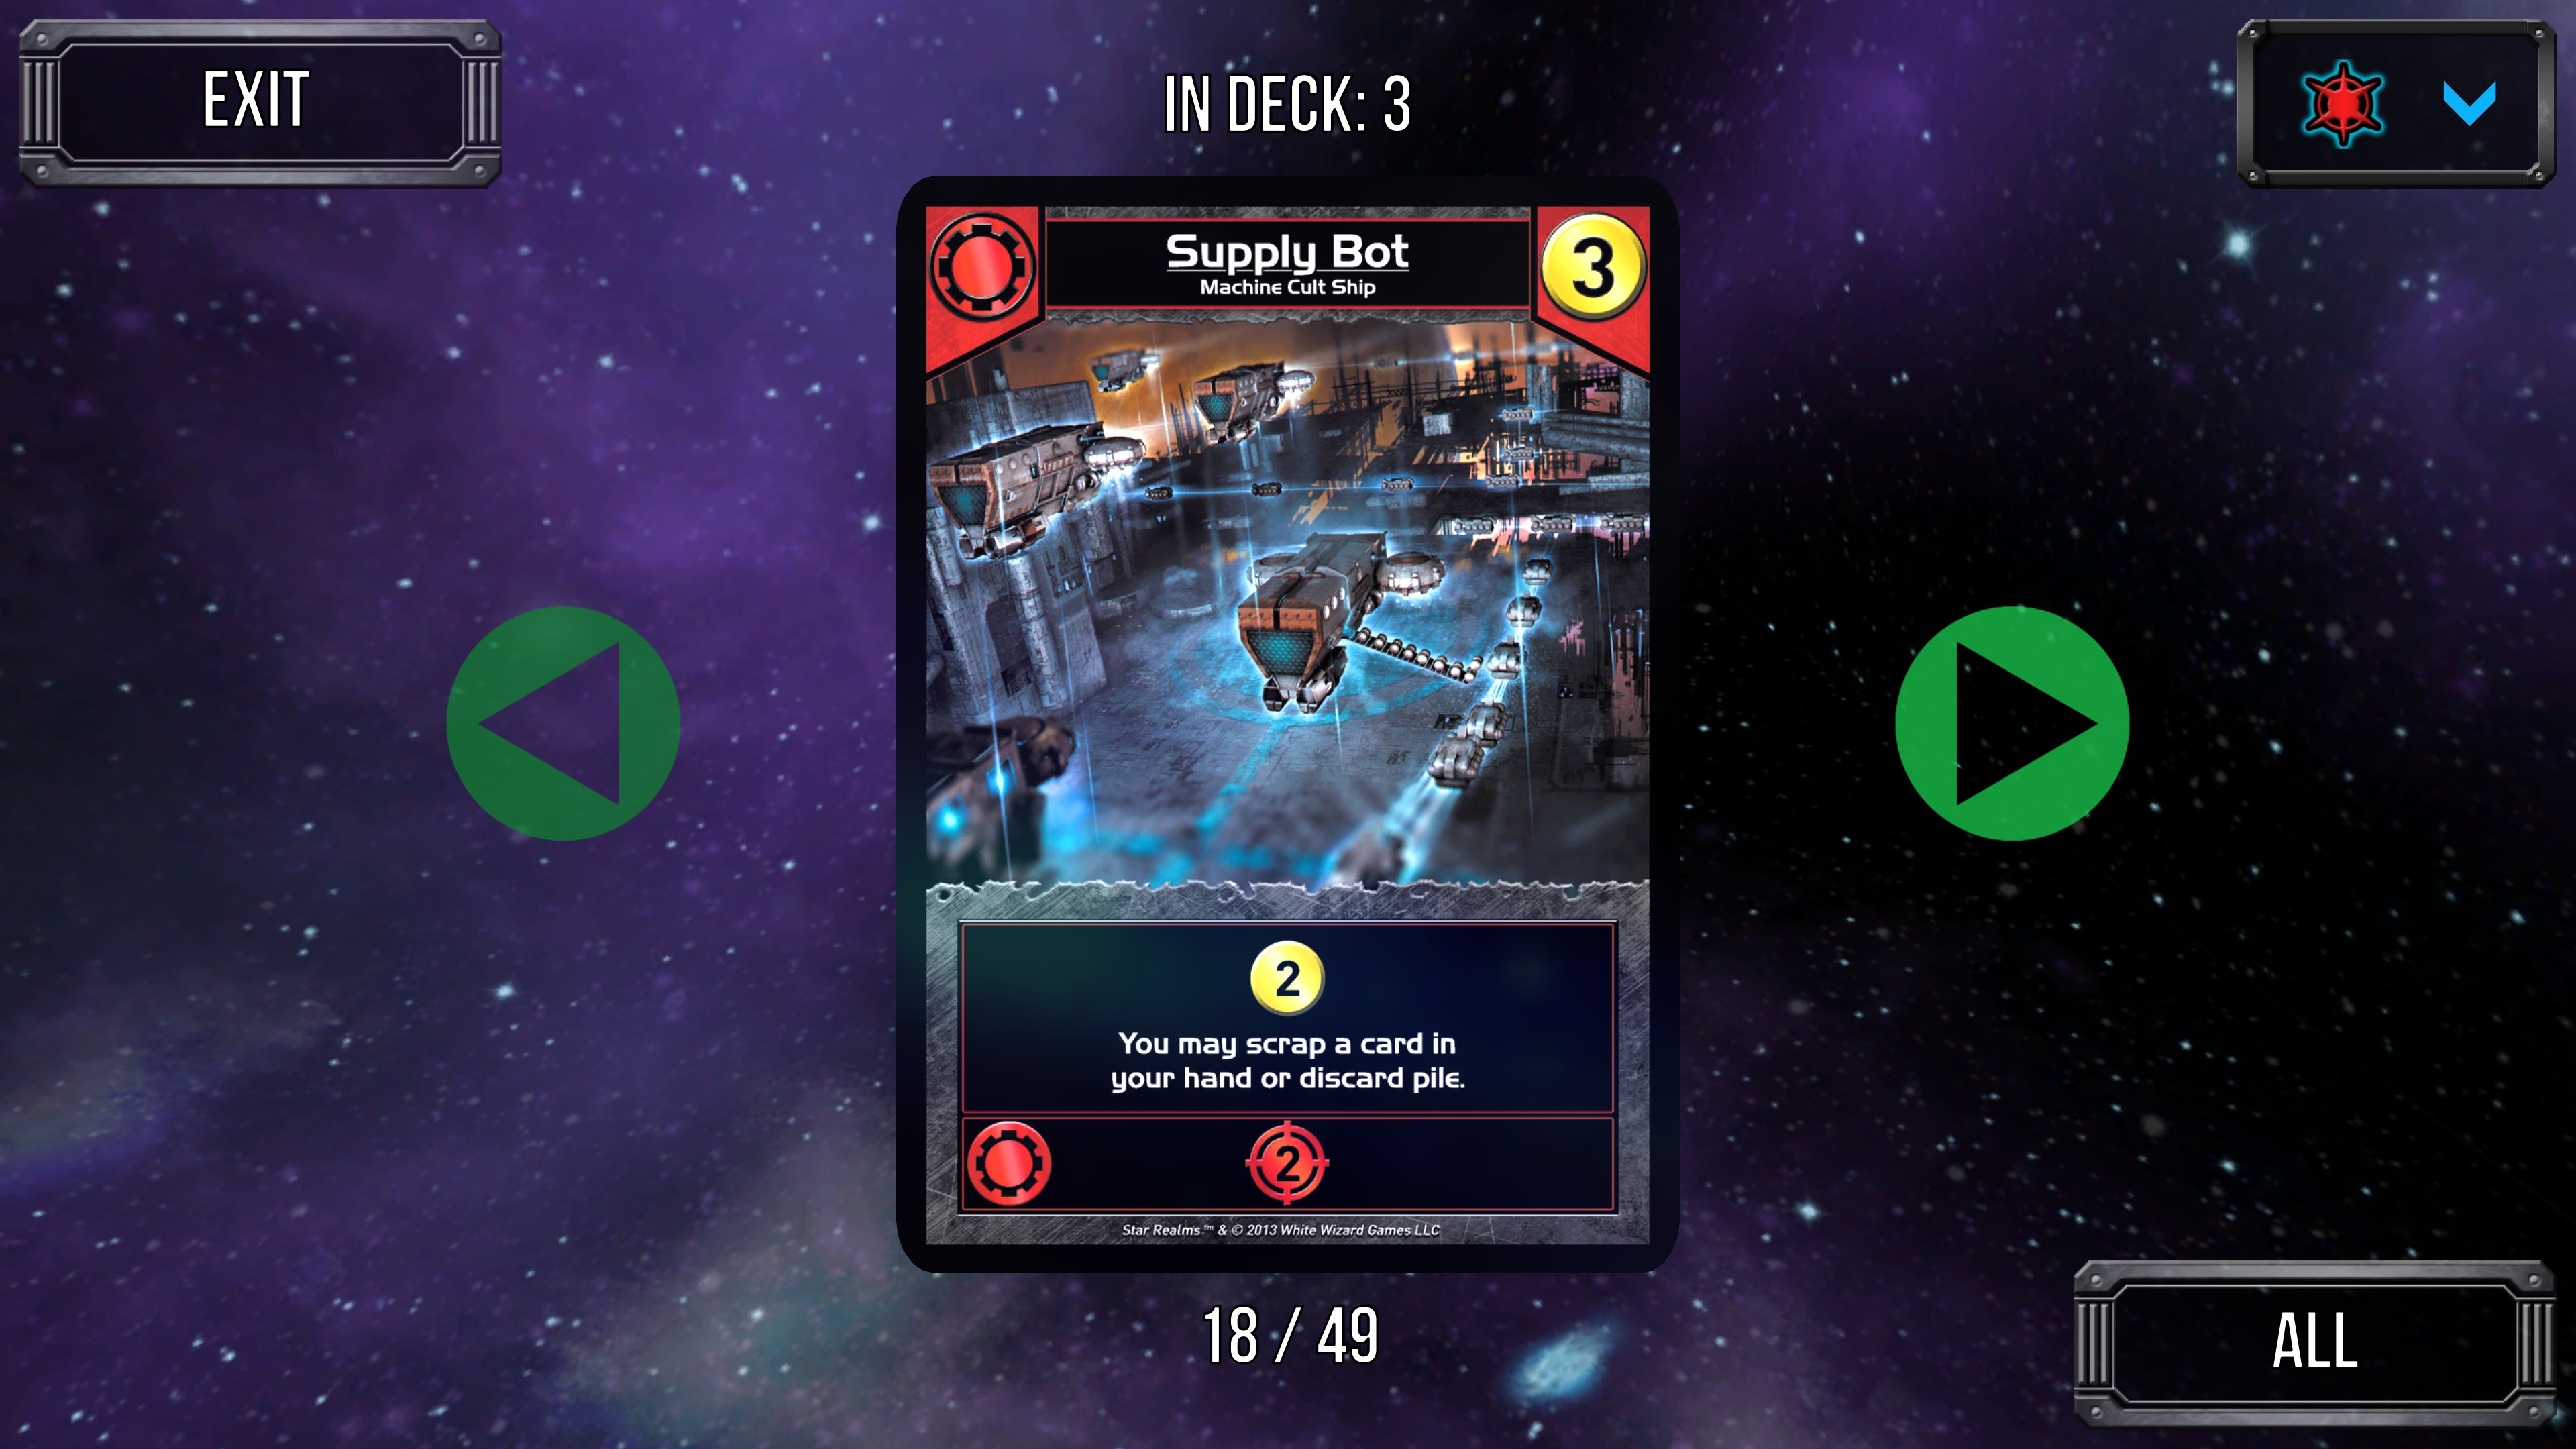 EXIT
IN DECK: 3
Supply Bot
Machine Cult Ship
3
2
You may scrap a card in
your hand or discard pile.
2
Star Realms™ & © 2013 White Wizard Games LLC
18 / 49
ALL